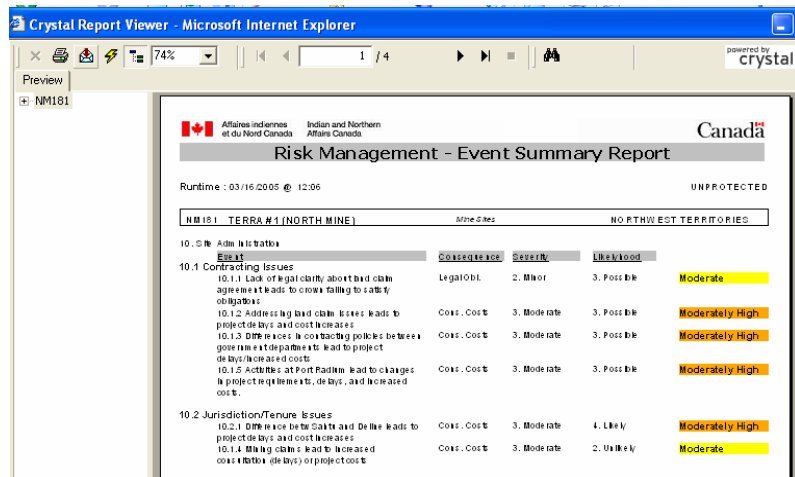 Crystal Report Viewer - Microsoft Internet Explorer
74% 1 / 4 powered by crystal
Preview
NM181
Affaires indiennes Indian and Northern
et du Nord Canada Affairs Canada
Canada
Risk Management - Event Summary Report
Runtime : 03/16/2005 @ 12:06 UNPROTECTED
NM181 TERRA #1 (NORTH MINE) Mine Sites NORTHWEST TERRITORIES
10. Site Administration
Event Consequence Severity Likelyhood
10.1 Contracting Issues
10.1.1 Lack of legal clarity about land claim Legal Obl. 2. Minor 3. Possible Moderate
agreement leads to crown failing to satisfy
obligations
10.1.2 Addressing land claim issues leads to Cons. Costs 3. Moderate 3. Possible Moderately High
project delays and cost increases
10.1.3 Differences in contracting policies between Cons. Costs 3. Moderate 3. Possible Moderately High
government departments lead to project
delays/increased costs
10.1.5 Activities at Port Radium lead to changes Cons. Costs 3. Moderate 3. Possible Moderately High
in project requirements, delays, and increased
costs.
10.2 Jurisdiction/Tenure Issues
10.2.1 Difference betw Sahtu and Deline leads to Cons. Costs 3. Moderate 4. Likely Moderately High
project delays and cost increases
10.1.4 Mining claims lead to increased Cons. Costs 3. Moderate 2. Unlikely Moderate
consultation (delays) or project costs